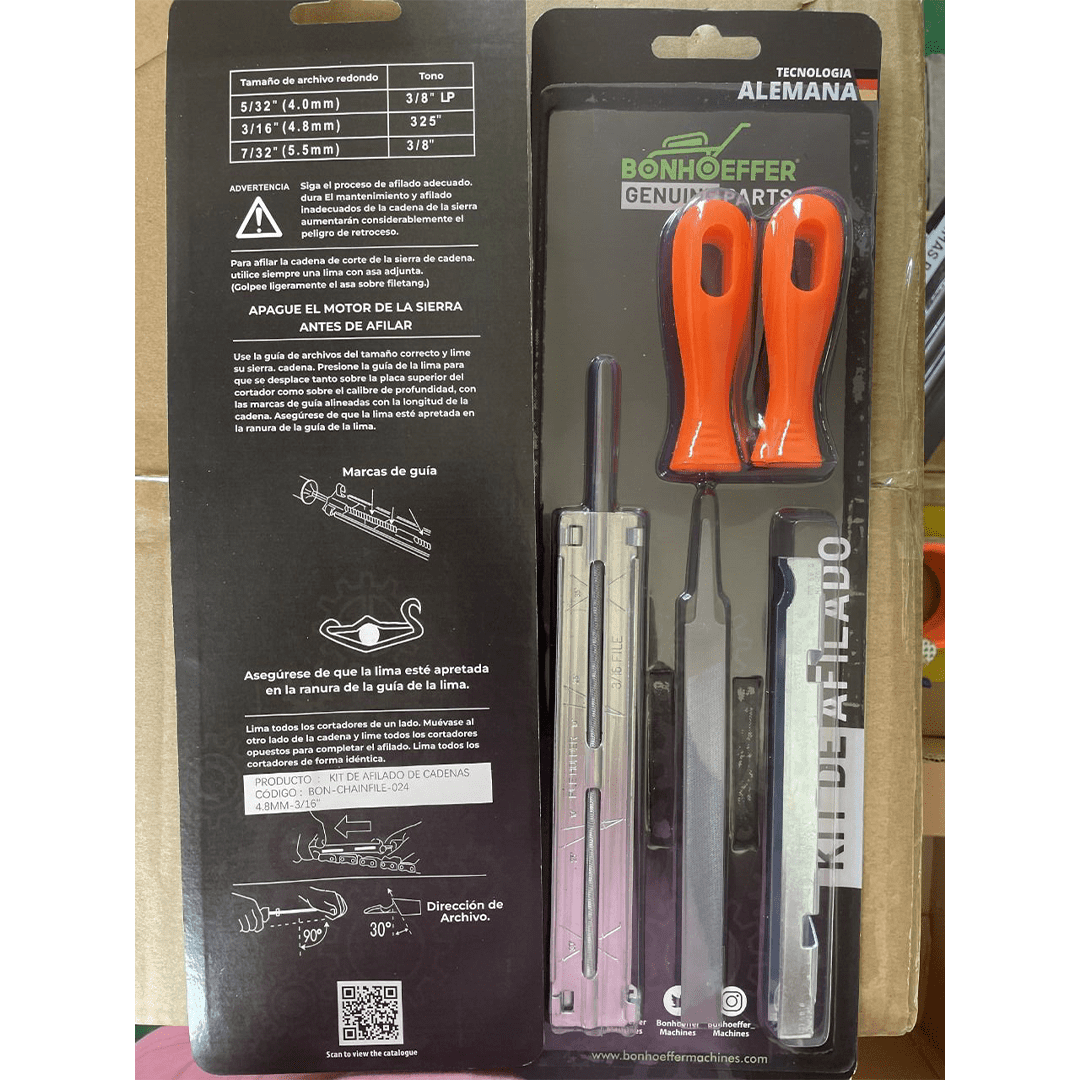 Tamaño de archivo redondo Tono
5/32" (4.0mm) 3/8" LP
3/16" (4.8mm) 325"
7/32" (5.5mm) 3/8"
ADVERTENCIA
Siga el proceso de afilado adecuado.
dura El mantenimiento y afilado
inadecuados de la cadena de la sierra
aumentarán considerablemente el
peligro de retroceso.
Para afilar la cadena de corte de la sierra de cadena.
utilice siempre una lima con asa adjunta.
(Golpee ligeramente el asa sobre filetang.)
APAGUE EL MOTOR DE LA SIERRA
ANTES DE AFILAR
Use la guía de archivos del tamaño correcto y lime
su sierra. cadena. Presione la guía de la lima para
que se desplace tanto sobre la placa superior del
cortador como sobre el calibre de profundidad, con
las marcas de guía alineadas con la longitud de la
cadena. Asegúrese de que la lima esté apretada en
la ranura de la guía de la lima.
Marcas de guía
Asegúrese de que la lima esté apretada
en la ranura de la guía de la lima.
Lima todos los cortadores de un lado. Muévase al
otro lado de la cadena y lime todos los cortadores
opuestos para completar el afilado. Lima todos los
cortadores de forma idéntica.
PRODUCTO : KIT DE AFILADO DE CADENAS
CÓDIGO : BON-CHAINFILE-024
4.8MM-3/16"
90°
30°
Dirección de
Archivo.
Scan to view the catalogue
TECNOLOGIA
ALEMANA
BONHOEFFER
GENUINE PARTS
3/16 FILE
KIT DE AFILADO
Bonhoeffer_ Bonhoeffer_
Machines Machines
www.bonhoeffermachines.com